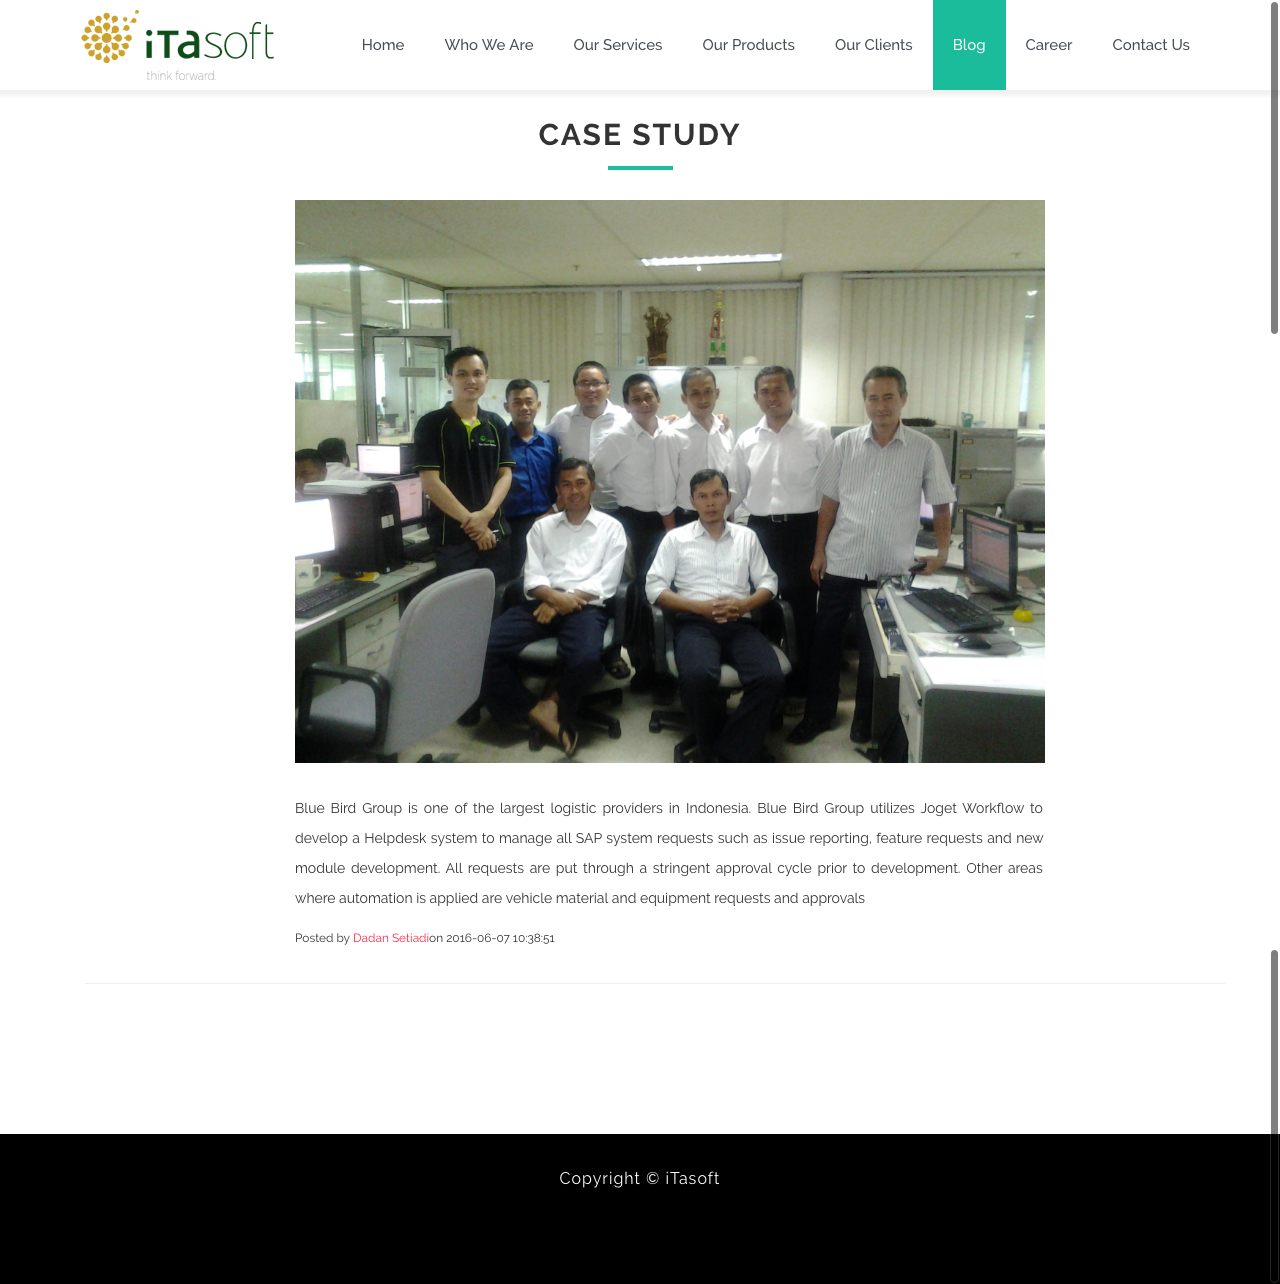 iTasoft
think forward.
Home Who We Are Our Services Our Products Our Clients Blog Career Contact Us
CASE STUDY
Blue Bird Group is one of the largest logistic providers in Indonesia. Blue Bird Group utilizes Joget Workflow to
develop a Helpdesk system to manage all SAP system requests such as issue reporting, feature requests and new
module development. All requests are put through a stringent approval cycle prior to development. Other areas
where automation is applied are vehicle material and equipment requests and approvals
Posted by Dadan Setiadion 2016-06-07 10:38:51
Copyright © iTasoft